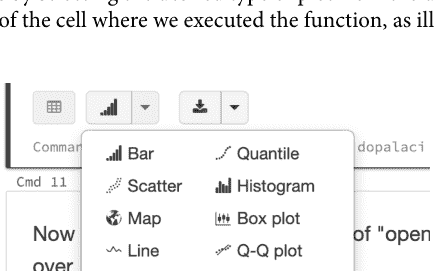 of the cell where we executed the function, as ill
Comman
dopalaci
Bar
Quantile
Cmd 11
Scatter
Histogram
Map
Box plot
Now
of "open
Line
Q-Q plot
over